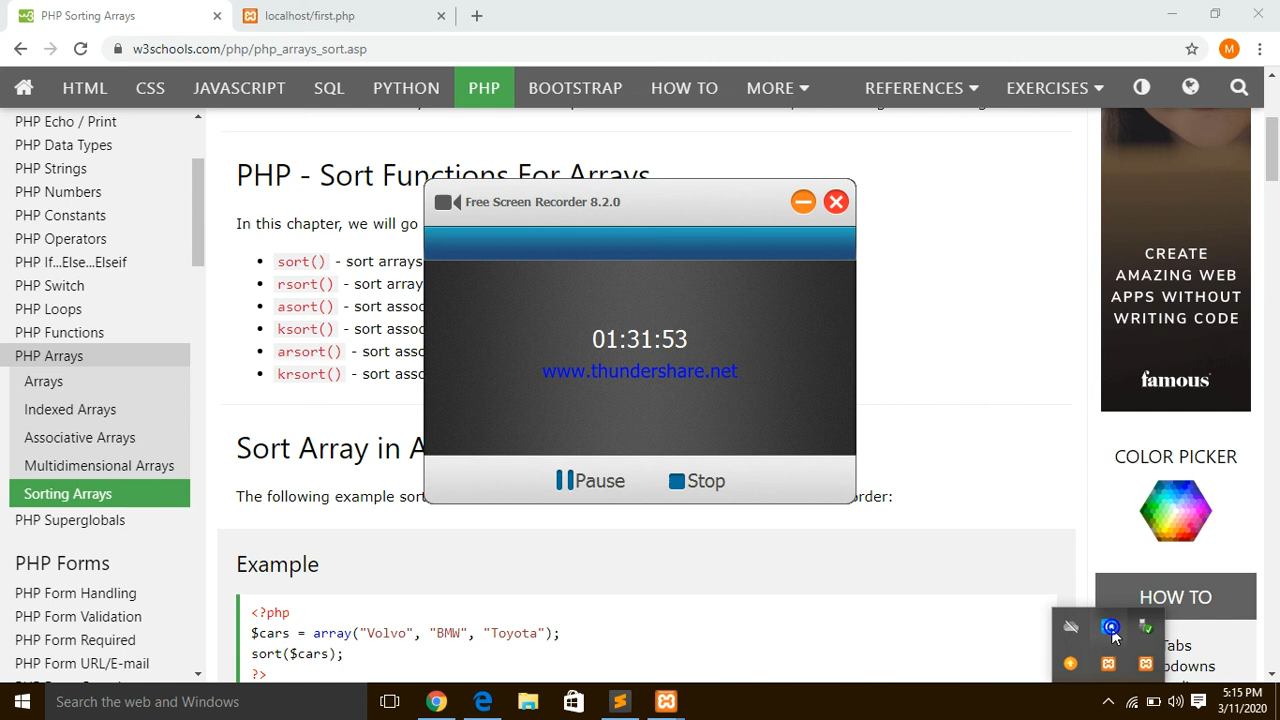 PHP Sorting Arrays
localhost/first.php
w3schools.com/php/php_arrays_sort.asp
M
HTML
CSS
JAVASCRIPT
SQL
PYTHON
PHP
BOOTSTRAP
HOW TO
MORE
REFERENCES
EXERCISES
PHP Echo / Print
PHP Data Types
PHP Strings
PHP Numbers
PHP Constants
PHP Operators
PHP If...Else...Elseif
PHP Switch
PHP Loops
PHP Functions
PHP Arrays
Arrays
Indexed Arrays
Associative Arrays
Multidimensional Arrays
Sorting Arrays
PHP Superglobals
PHP Forms
PHP Form Handling
PHP Form Validation
PHP Form Required
PHP Form URL/E-mail
PHP - Sort Functions For Arrays
In this chapter, we will go
sort() - sort arrays
rsort() - sort array
asort() - sort asso
ksort() - sort asso
arsort() - sort asso
krsort() - sort asso
Sort Array in A
The following example sor
order:
Example
<?php
$cars = array("Volvo", "BMW", "Toyota");
sort($cars);
?>
Free Screen Recorder 8.2.0
01:31:53
www.thundershare.net
Pause
Stop
CREATE
AMAZING WEB
APPS WITHOUT
WRITING CODE
famous
COLOR PICKER
HOW TO
Tabs
pdowns
Search the web and Windows
5:15 PM
3/11/2020